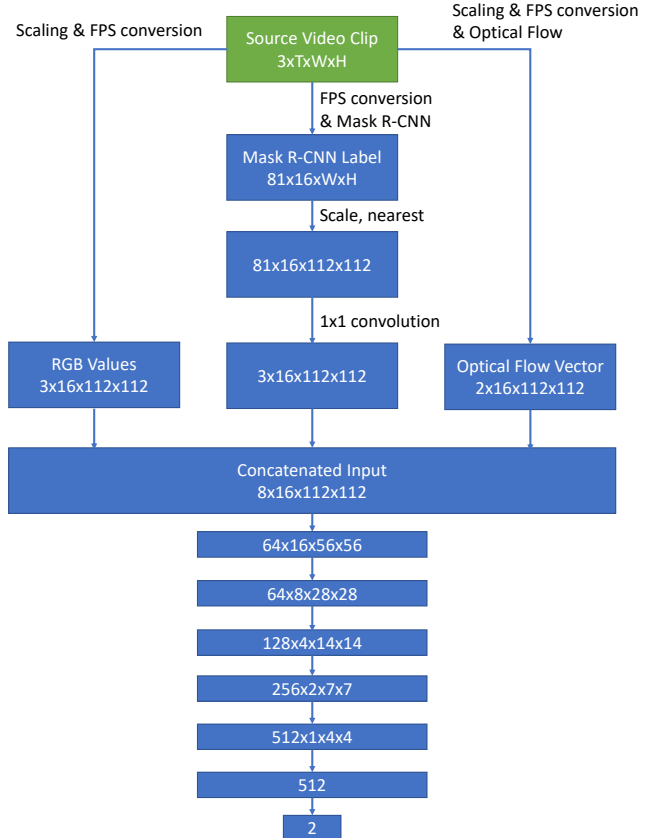 Scaling & FPS conversion
Source Video Clip
3xTxWxH
Scaling & FPS conversion
& Optical Flow
FPS conversion
& Mask R-CNN
Mask R-CNN Label
81x16xWxH
Scale, nearest
81x16x112x112
1x1 convolution
RGB Values
3x16x112x112
3x16x112x112
Optical Flow Vector
2x16x112x112
Concatenated Input
8x16x112x112
64x16x56x56
64x8x28x28
128x4x14x14
256x2x7x7
512x1x4x4
512
2